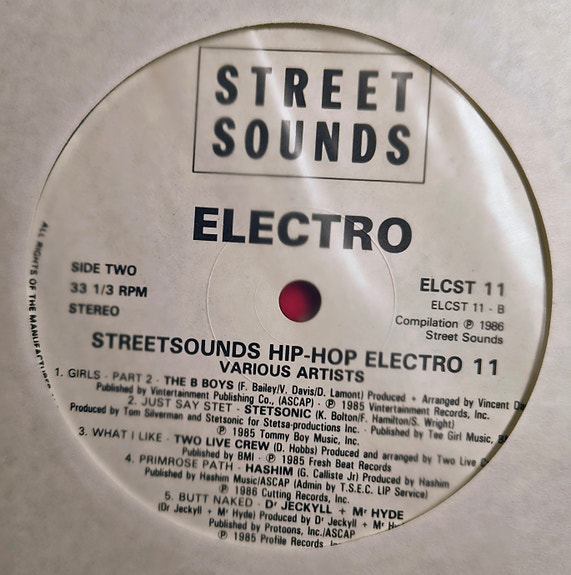 STREET
SOUNDS
ELECTRO
SIDE TWO
33 1/3 RPM
STEREO
ELCST 11
ELCST 11 - B
Compilation ℗ 1986
Street Sounds
ALL RIGHTS OF THE
STREETSOUNDS HIP-HOP ELECTRO 11
VARIOUS ARTISTS
1. GIRLS - PART 2 - THE B BOYS (F. Bailey/V. Davis/D. Lamont) Produced + Arranged by Vincent
Published by Vintertainment Publishing Co., (ASCAP) · ℗ 1985 Vintertainment Records, Inc.
2. JUST SAY STET - STETSONIC (K. Bolton/F. Hamilton/S. Wright)
Produced by Tom Silverman and Stetsonic for Stetsa-productions Inc. · Published by Tee Girl Music,
℗ 1985 Tommy Boy Music, Inc.
3. WHAT I LIKE - TWO LIVE CREW (D. Hobbs) Produced and arranged by Two Live
Published by BMI - ℗ 1985 Fresh Beat Records
4. PRIMROSE PATH - HASHIM (G. Calliste Jr) Produced by Hashim
Published by Hashim Music/ASCAP (Admin by T.S.E.C. LIP Service)
℗ 1986 Cutting Records, Inc.
5. BUTT NAKED - Dʳ JECKYLL + Mʳ HYDE
(Dr Jeckyll + Mr Hyde) Produced by Dʳ Jeckyll + Mʳ
Published by Protoons, Inc./ASCAP
℗ 1985 Profile Records, Inc.